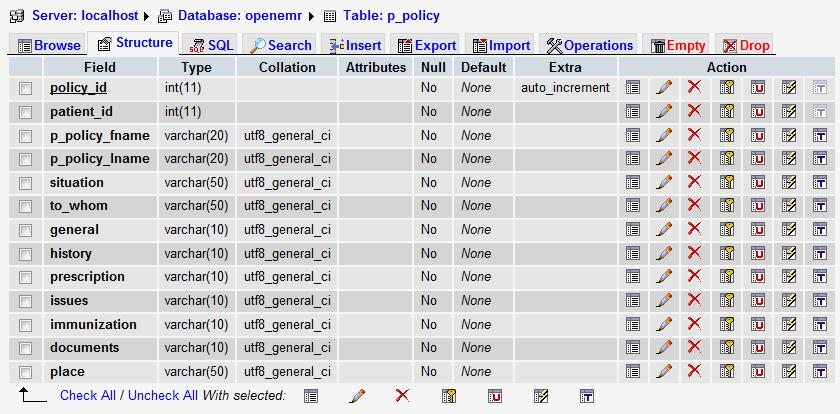 Server: localhost Database: openemr Table: p_policy
Browse Structure SQL Search Insert Export Import Operations Empty Drop
Field Type Collation Attributes Null Default Extra Action
policy_id int(11) No None auto_increment
patient_id int(11) No None
p_policy_fname varchar(20) utf8_general_ci No None
p_policy_lname varchar(20) utf8_general_ci No None
situation varchar(50) utf8_general_ci No None
to_whom varchar(50) utf8_general_ci No None
general varchar(10) utf8_general_ci No None
history varchar(10) utf8_general_ci No None
prescription varchar(10) utf8_general_ci No None
issues varchar(10) utf8_general_ci No None
immunization varchar(10) utf8_general_ci No None
documents varchar(10) utf8_general_ci No None
place varchar(50) utf8_general_ci No None
Check All / Uncheck All With selected: